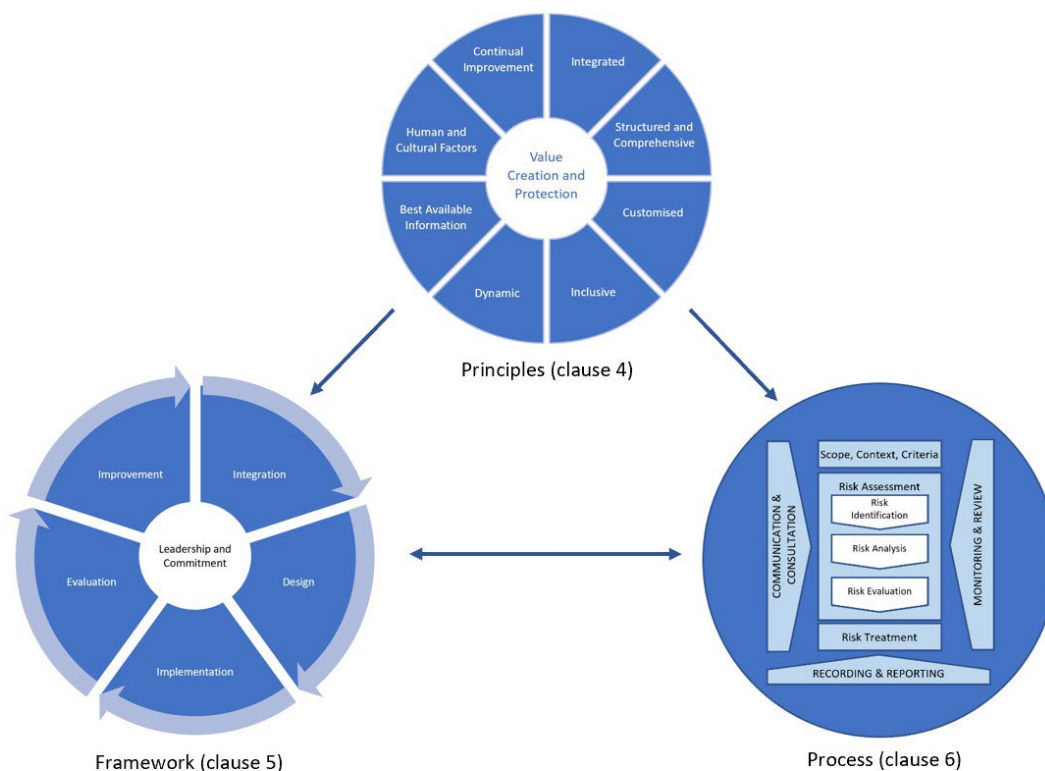 Continual
Improvement
Integrated
Structured and
Comprehensive
Customised
Inclusive
Dynamic
Best Available
Information
Human and
Cultural Factors
Value
Creation and
Protection
Principles (clause 4)
Improvement
Integration
Design
Implementation
Evaluation
Leadership and
Commitment
Framework (clause 5)
Scope, Context, Criteria
Risk Assessment
Risk
Identification
Risk Analysis
Risk Evaluation
Risk Treatment
COMMUNICATION &
CONSULTATION
MONITORING & REVIEW
RECORDING & REPORTING
Process (clause 6)